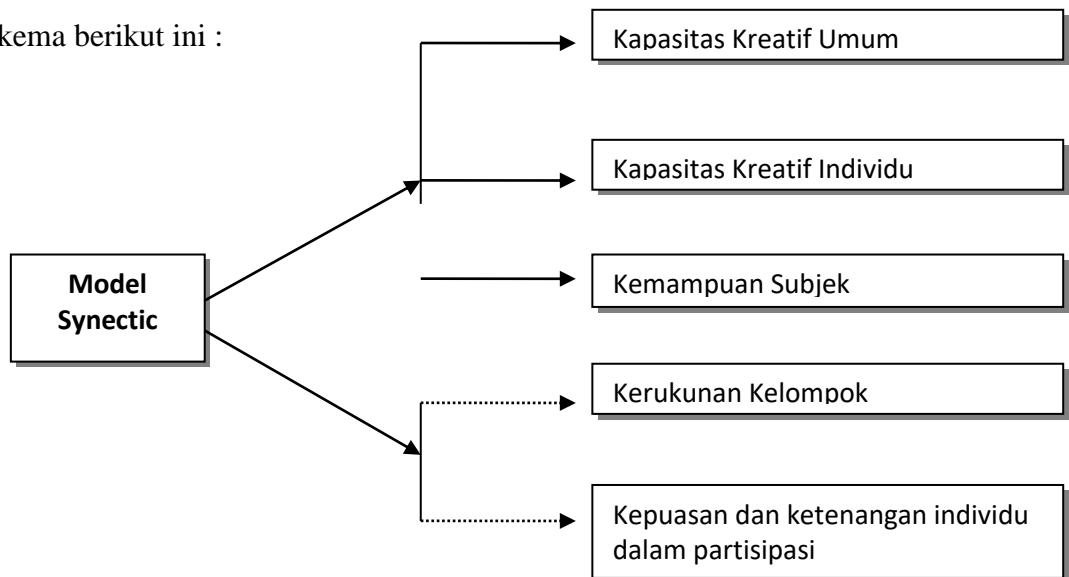 kema berikut ini :
Kapasitas Kreatif Umum
Kapasitas Kreatif Individu
Model
Synectic
Kemampuan Subjek
Kerukunan Kelompok
Kepuasan dan ketenangan individu
dalam partisipasi